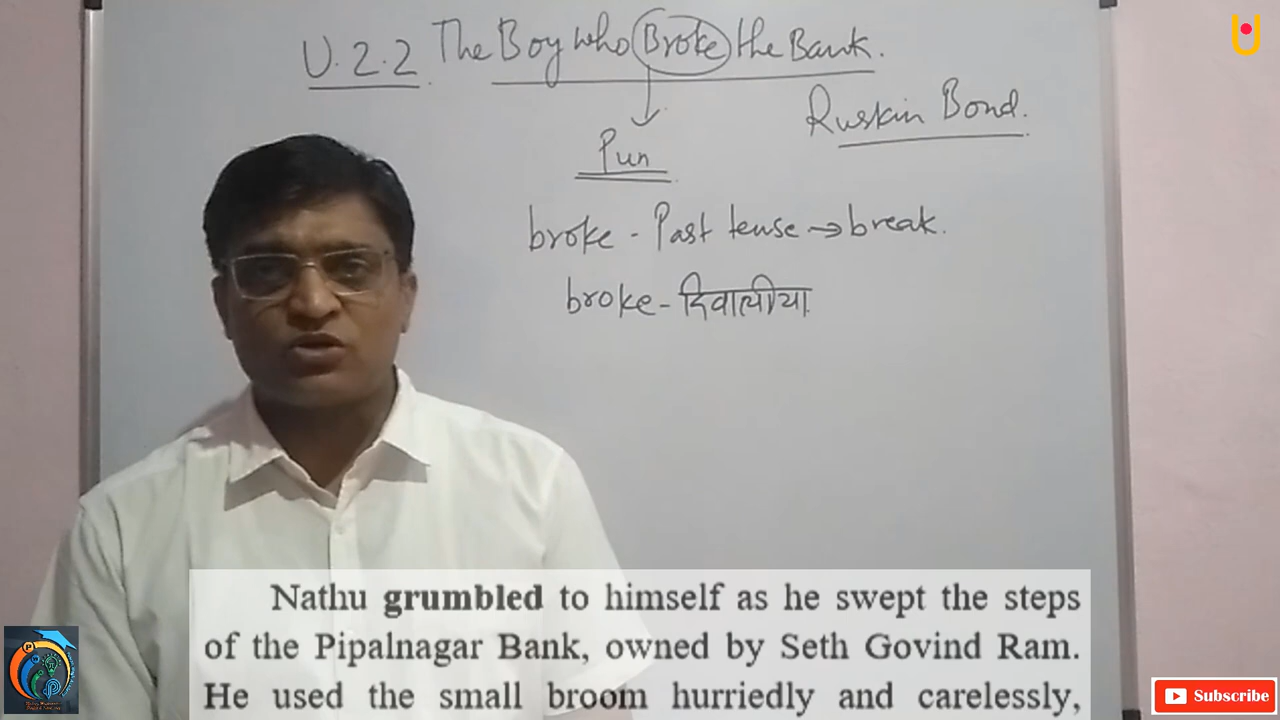 U.2.2 The Boy who Broke the Bank.
Ruskin Bond.
Pun
broke - Past tense → break.
broke - दिवालीया
Nathu grumbled to himself as he swept the steps
of the Pipalnagar Bank, owned by Seth Govind Ram.
He used the small broom hurriedly and carelessly,
Subscribe